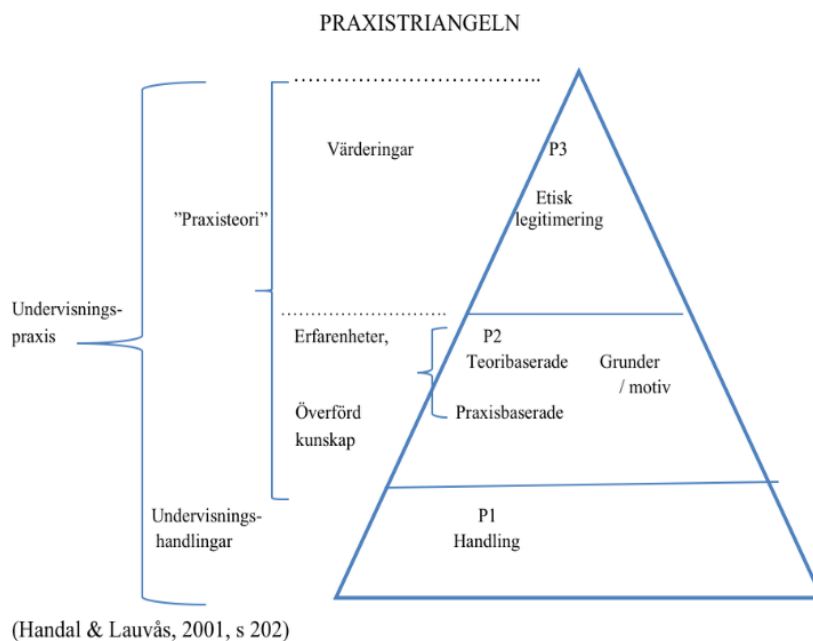 PRAXISTRIANGELN
Värderingar
P3
Etisk
legitimering
”Praxisteori”
Undervisnings-
praxis
Erfarenheter,
P2
Teoribaserade
Grunder
/ motiv
Överförd
kunskap
Praxisbaserade
Undervisnings-
handlingar
P1
Handling
(Handal & Lauvås, 2001, s 202)